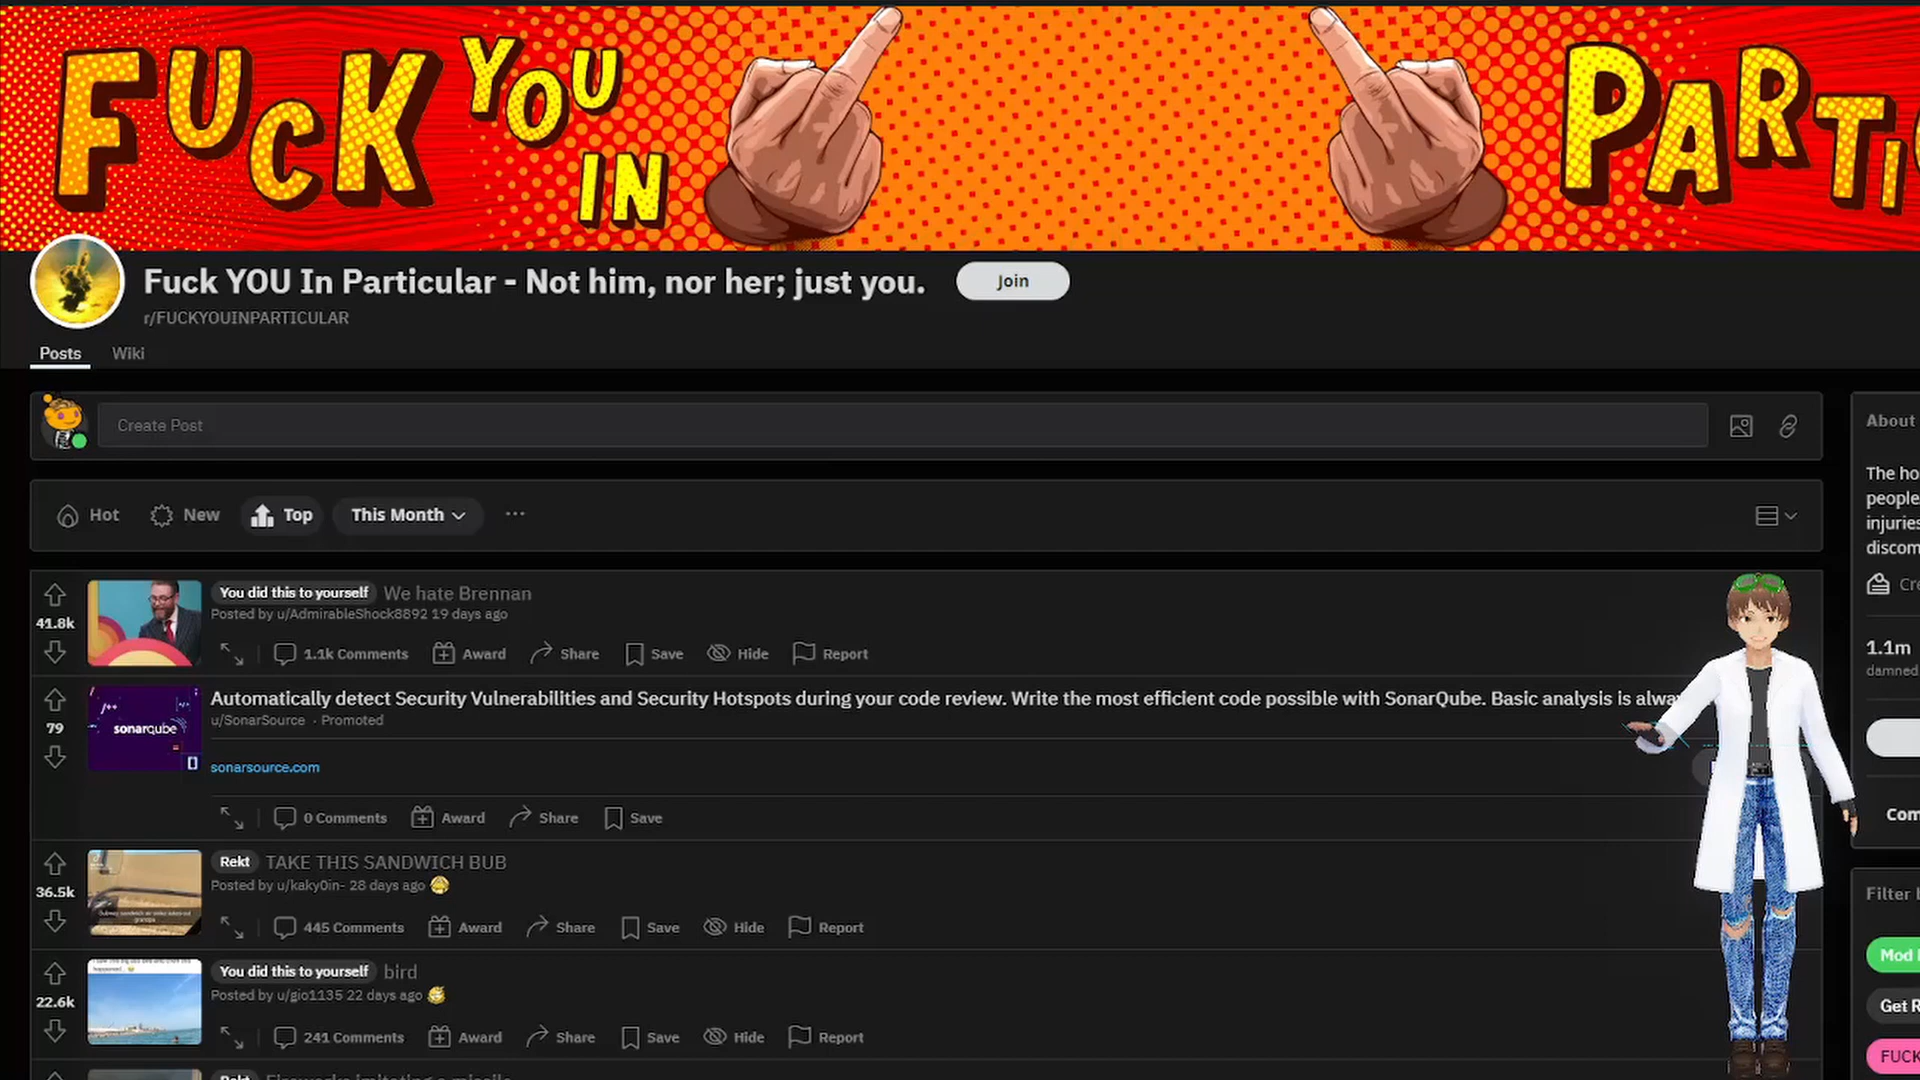 FUCK YOU
IN
PARTI
Fuck YOU In Particular - Not him, nor her; just you.
Join
r/FUCKYOUINPARTICULAR
Posts
Wiki
Create Post
Hot
New
Top
This Month
...
You did this to yourself We hate Brennan
Posted by u/AdmirableShock8892 19 days ago
41.8k
1.1k Comments Award Share Save Hide Report
Automatically detect Security Vulnerabilities and Security Hotspots during your code review. Write the most efficient code possible with SonarQube. Basic analysis is alwa
u/SonarSource · Promoted
79
sonarqube
sonarsource.com
0 Comments Award Share Save
Rekt TAKE THIS SANDWICH BUB
Posted by u/kaky0in- 28 days ago
36.5k
445 Comments Award Share Save Hide Report
You did this to yourself bird
Posted by u/gio1135 22 days ago
22.6k
241 Comments Award Share Save Hide Report
About
The ho
people
injuries
discom
Cre
1.1m
damned
Com
Filter b
Mod
Get R
FUCK